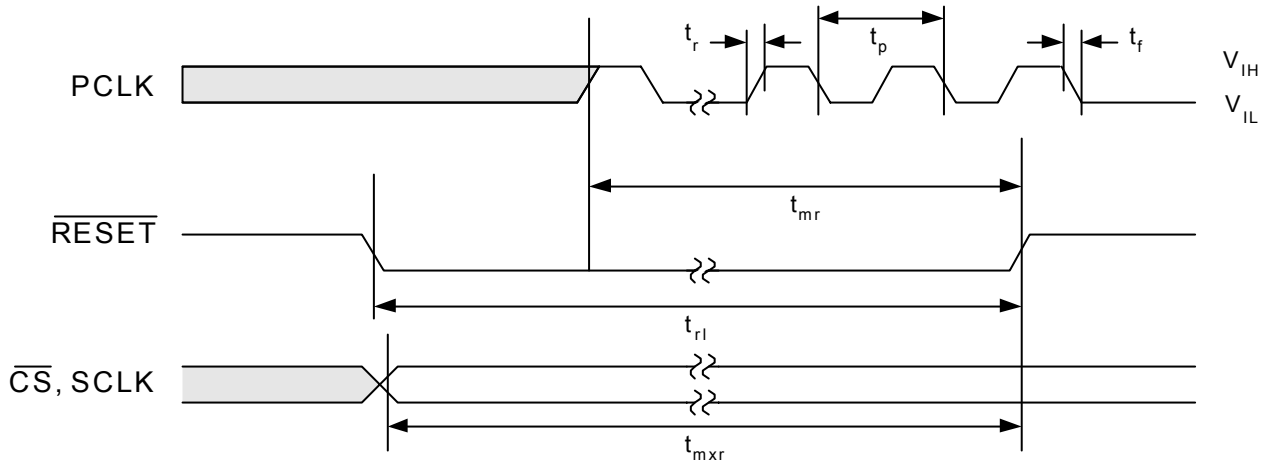 t_r
t_p
t_f
PCLK
V_IH
V_IL
t_mr
RESET
t_rl
CS, SCLK
t_mxr